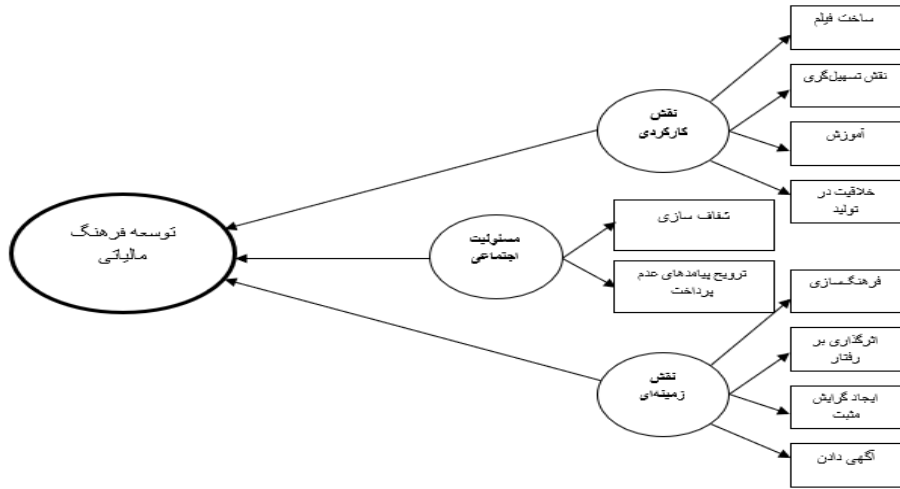 ساخت فیلم
نقش تسهیل‌گری
نقش
کارکردی
آموزش
خلاقیت در
تولید
توسعه فرهنگ
مالیاتی
مسئولیت
اجتماعی
شفاف سازی
ترویج پیامدهای عدم
پرداخت
فرهنگ‌سازی
اثرگذاری بر
رفتار
نقش
زمینه‌ای
ایجاد گرایش
مثبت
آگهی دادن